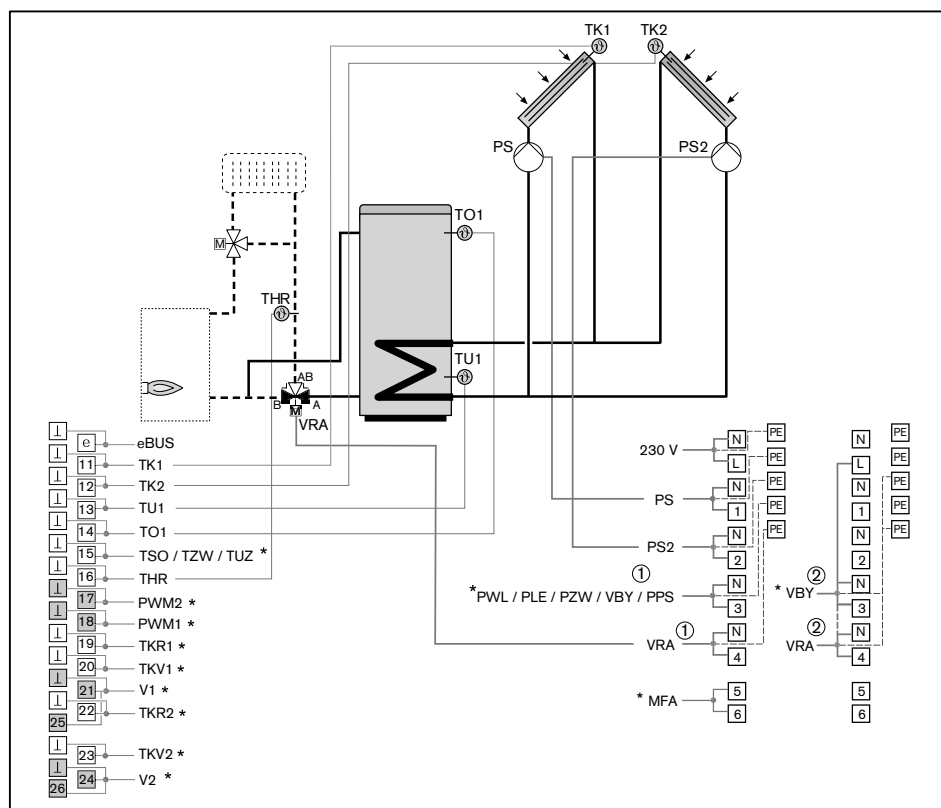 TK1 TK2
PS PS2
TO1
M
THR
TU1
AB
B A
M
VRA
⊥
e eBUS
⊥
11 TK1
⊥
12 TK2
⊥
13 TU1
⊥
14 TO1
⊥
15 TSO / TZW / TUZ *
⊥
16 THR
⊥
17 PWM2 *
⊥
18 PWM1 *
⊥
19 TKR1 *
⊥
20 TKV1 *
⊥
21 V1 *
⊥
22 TKR2 *
25
⊥
23 TKV2 *
⊥
24 V2 *
26
230 V N PE
L PE
PS N PE
1 PE
PS2 N PE
2
①
*PWL / PLE / PZW / VBY / PPS N
3
VRA ① N
4
* MFA 5
6
N PE
L PE
N PE
1 PE
N PE
2
* VBY ② N
3
VRA ② N
4
5
6